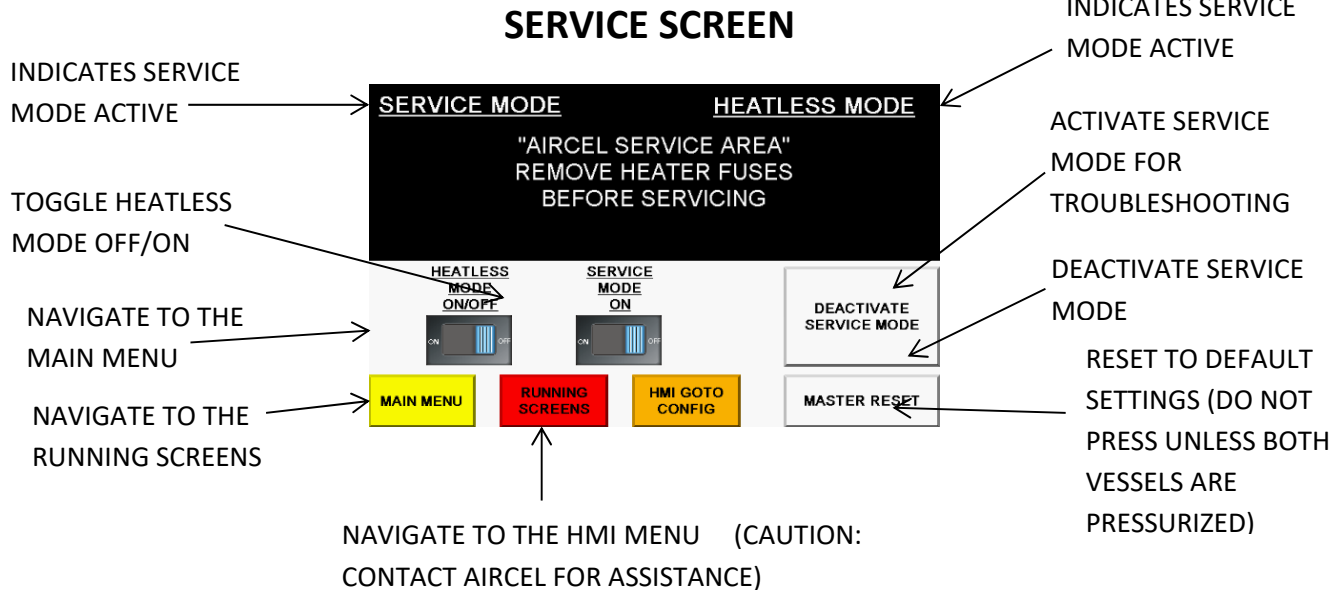 SERVICE SCREEN
INDICATES SERVICE
MODE ACTIVE
INDICATES SERVICE
MODE ACTIVE
SERVICE MODE
HEATLESS MODE
"AIRCEL SERVICE AREA"
REMOVE HEATER FUSES
BEFORE SERVICING
ACTIVATE SERVICE
MODE FOR
TROUBLESHOOTING
TOGGLE HEATLESS
MODE OFF/ON
HEATLESS
MODE
ON/OFF
ON
OFF
SERVICE
MODE
ON
ON
OFF
DEACTIVATE
SERVICE MODE
DEACTIVATE SERVICE
MODE
NAVIGATE TO THE
MAIN MENU
NAVIGATE TO THE
RUNNING SCREENS
MAIN MENU
RUNNING
SCREENS
HMI GOTO
CONFIG
MASTER RESET
RESET TO DEFAULT
SETTINGS (DO NOT
PRESS UNLESS BOTH
VESSELS ARE
PRESSURIZED)
NAVIGATE TO THE HMI MENU (CAUTION:
CONTACT AIRCEL FOR ASSISTANCE)